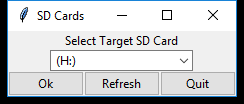 SD Cards
Select Target SD Card
(H:)
Ok Refresh Quit